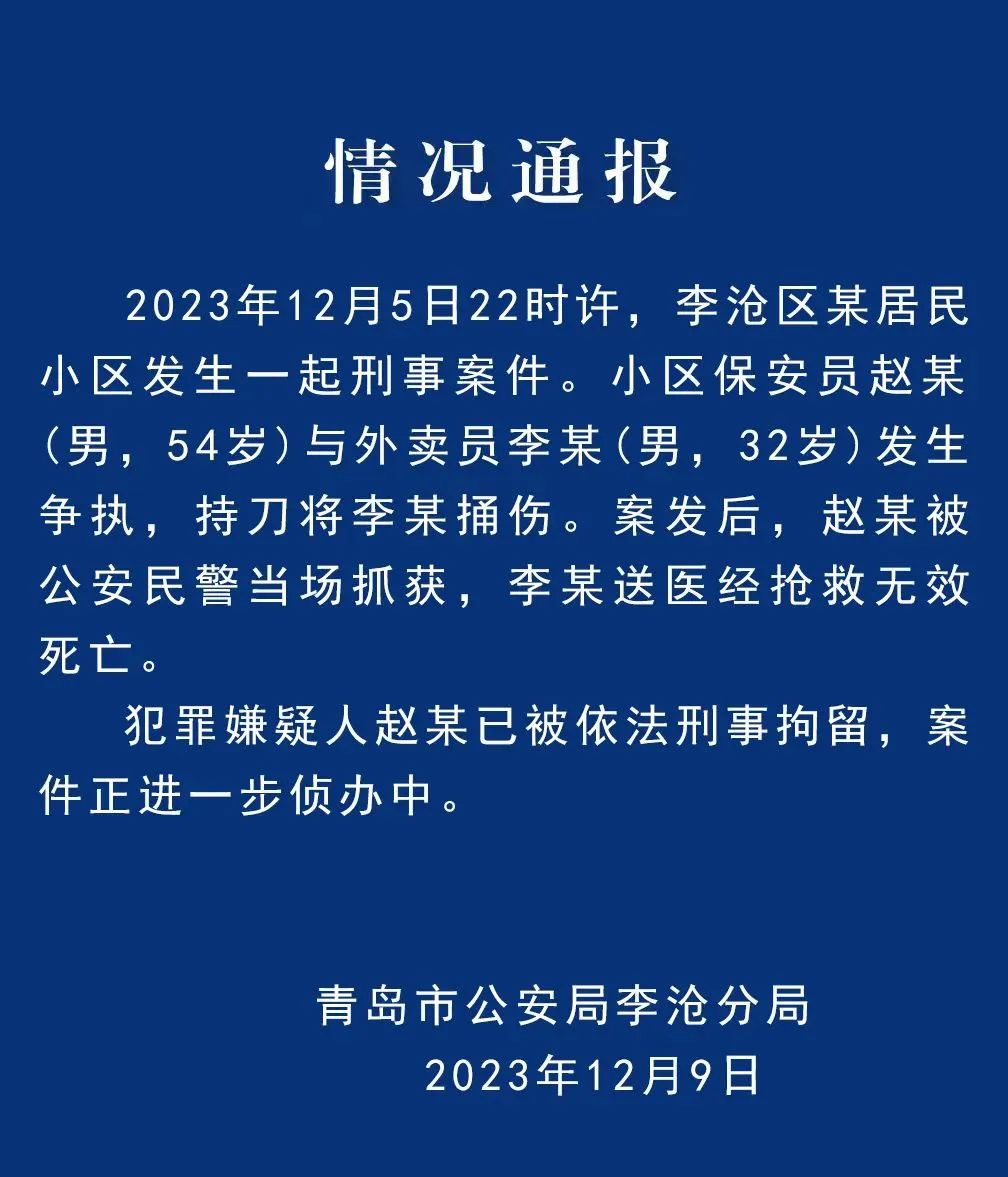 情况通报
2023年12月5日22时许，李沧区某居民
小区发生一起刑事案件。小区保安员赵某
(男，54岁)与外卖员李某(男，32岁)发生
争执，持刀将李某捅伤。案发后，赵某被
公安民警当场抓获，李某送医经抢救无效
死亡。
犯罪嫌疑人赵某已被依法刑事拘留，案
件正进一步侦办中。
青岛市公安局李沧分局
2023年12月9日